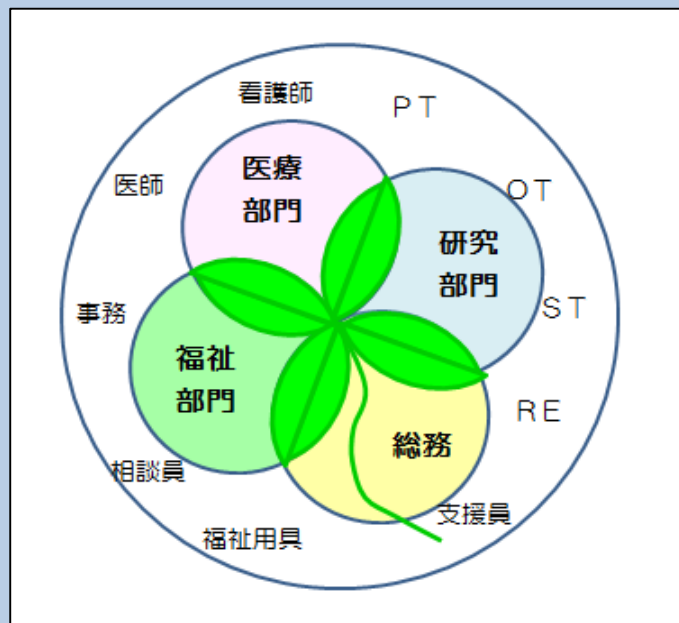 看護師
ＰＴ
医師
医療
部門
ＯＴ
研究
部門
事務
ＳＴ
福祉
部門
ＲＥ
総務
相談員
支援員
福祉用具